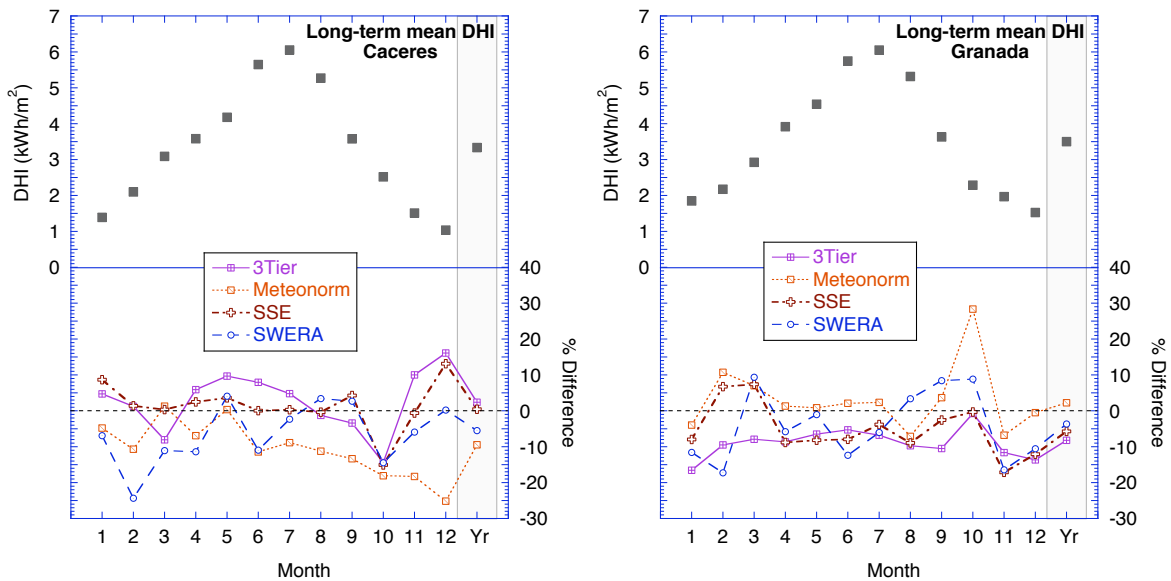 Long-term mean DHI
Caceres
DHI (kWh/m²)
7
6
5
4
3
2
1
0
3Tier
Meteonorm
SSE
SWERA
40
30
20
10
0
-10
-20
-30
% Difference
1 2 3 4 5 6 7 8 9 10 11 12 Yr
Month
Long-term mean DHI
Granada
DHI (kWh/m²)
7
6
5
4
3
2
1
0
3Tier
Meteonorm
SSE
SWERA
40
30
20
10
0
-10
-20
-30
% Difference
1 2 3 4 5 6 7 8 9 10 11 12 Yr
Month